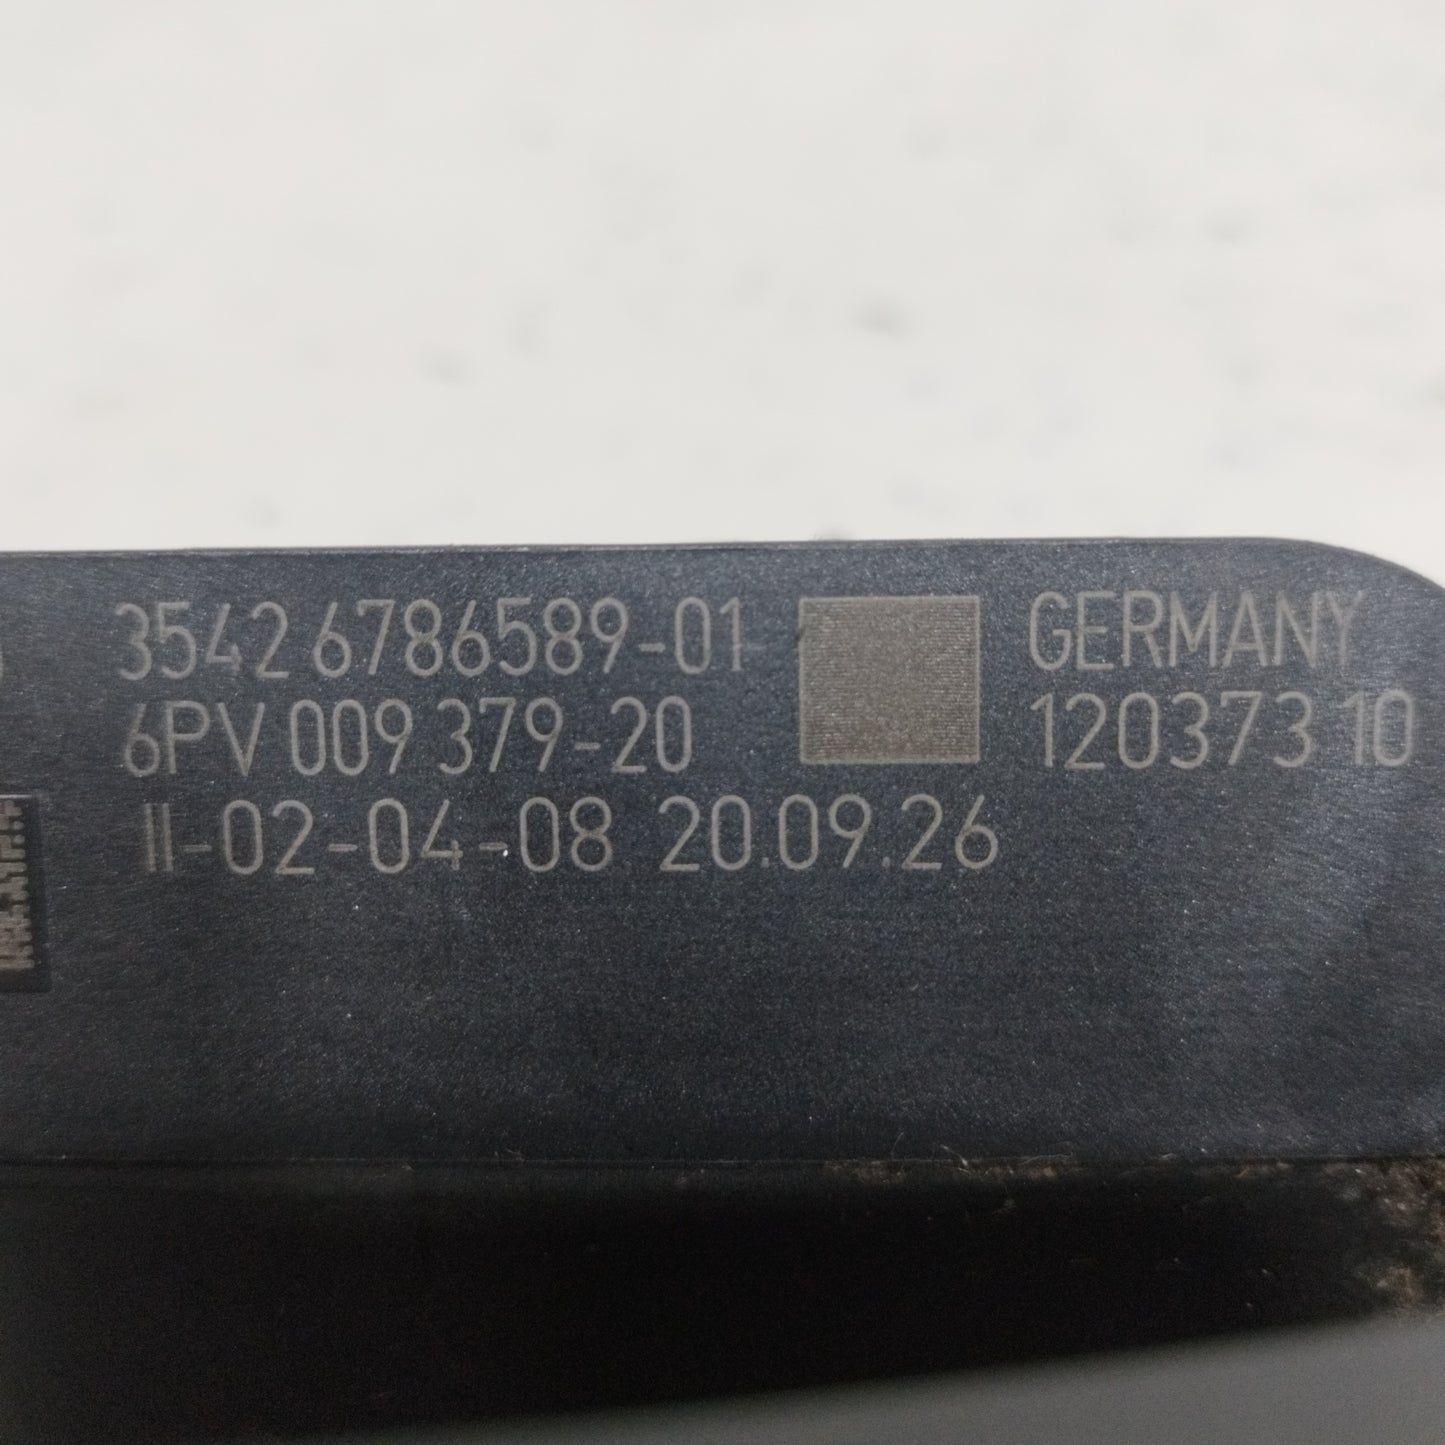 3542 6786589-01
6PV 009 379-20
II-02-04-08 20.09.26
GERMANY
120373 10